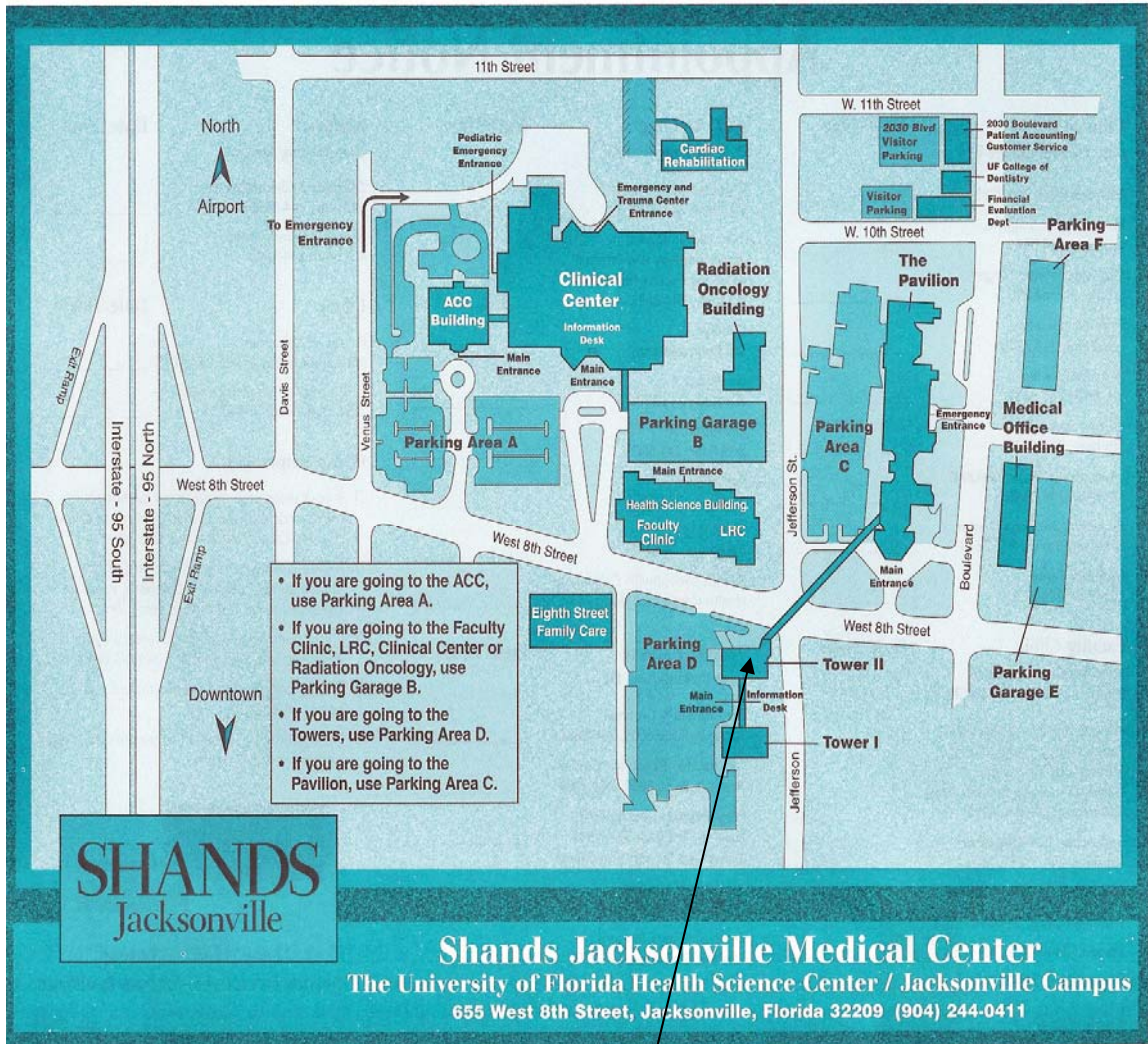 11th Street
W. 11th Street
North
Airport
Pediatric
Emergency
Entrance
Cardiac
Rehabilitation
2030 Blvd
Visitor
Parking
2030 Boulevard
Patient Accounting/
Customer Service
UF College of
Dentistry
Visitor
Parking
Financial
Evaluation
Dept
To Emergency
Entrance
Emergency and
Trauma Center
Entrance
W. 10th Street
Parking
Area F
The
Pavilion
Clinical
Center
Information
Desk
Main
Entrance
Radiation
Oncology
Building
ACC
Building
Main
Entrance
Exit Ramp
Davis Street
Venus Street
Parking Area A
Parking Garage
B
Parking
Area
C
Emergency
Entrance
Medical
Office
Building
Interstate - 95 South
Interstate - 95 North
West 8th Street
Main Entrance
Health Science Building
Faculty
Clinic
LRC
Jefferson St.
West 8th Street
Exit Ramp
Main
Entrance
Boulevard
• If you are going to the ACC,
use Parking Area A.
• If you are going to the Faculty
Clinic, LRC, Clinical Center or
Radiation Oncology, use
Parking Garage B.
• If you are going to the
Towers, use Parking Area D.
• If you are going to the
Pavilion, use Parking Area C.
Eighth Street
Family Care
West 8th Street
Parking
Area D
Tower II
Parking
Garage E
Main
Entrance
Information
Desk
Tower I
Downtown
Jefferson
SHANDS
Jacksonville
Shands Jacksonville Medical Center
The University of Florida Health Science Center / Jacksonville Campus
655 West 8th Street, Jacksonville, Florida 32209 (904) 244-0411